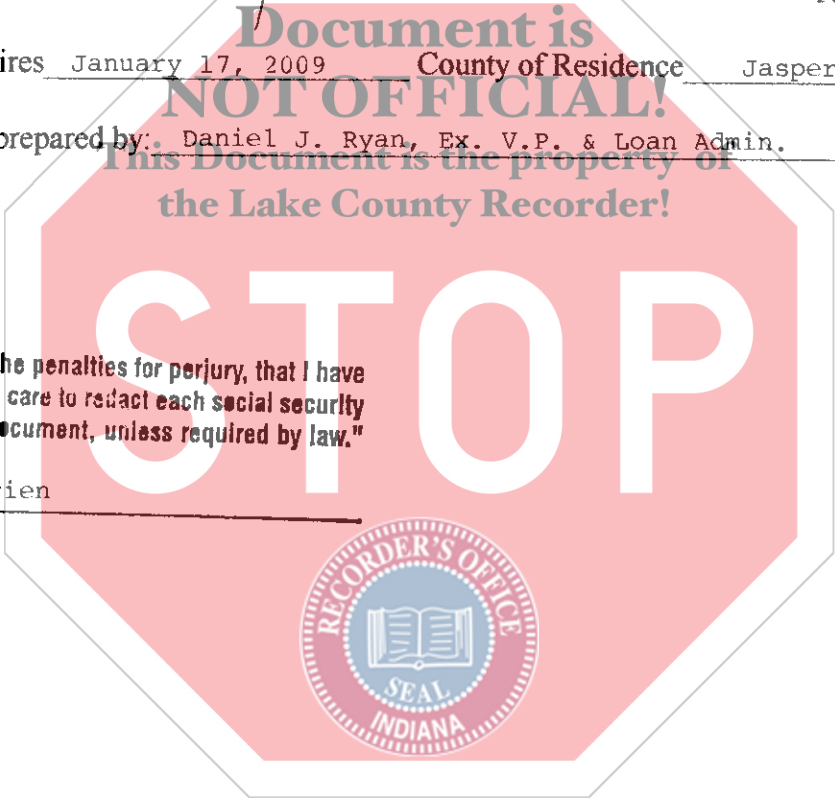 Document is
ires January 17, 2009 County of Residence Jasper
NOT OFFICIAL!
prepared by: Daniel J. Ryan, Ex. V.P. & Loan Admin.
This Document is the property of
the Lake County Recorder!
STOP
he penalties for perjury, that I have
care to redact each social security
ocument, unless required by law."
rien
RECORDER'S OFFICE
SEAL
INDIANA